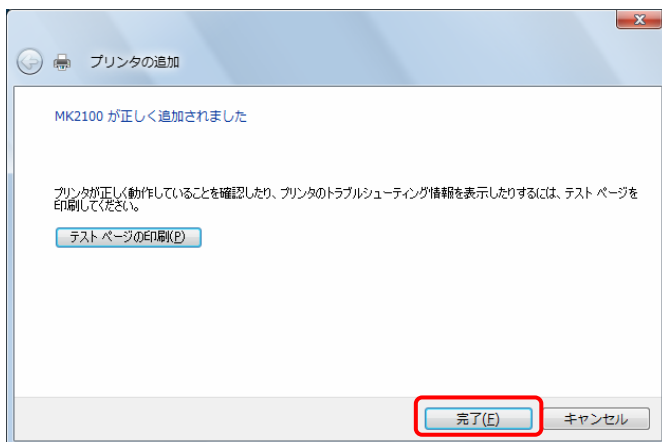 プリンタの追加
MK2100 が正しく追加されました
プリンタが正しく動作していることを確認したり、プリンタのトラブルシューティング情報を表示したりするには、テスト ページを
印刷してください。
テスト ページの印刷(P)
完了(F)
キャンセル